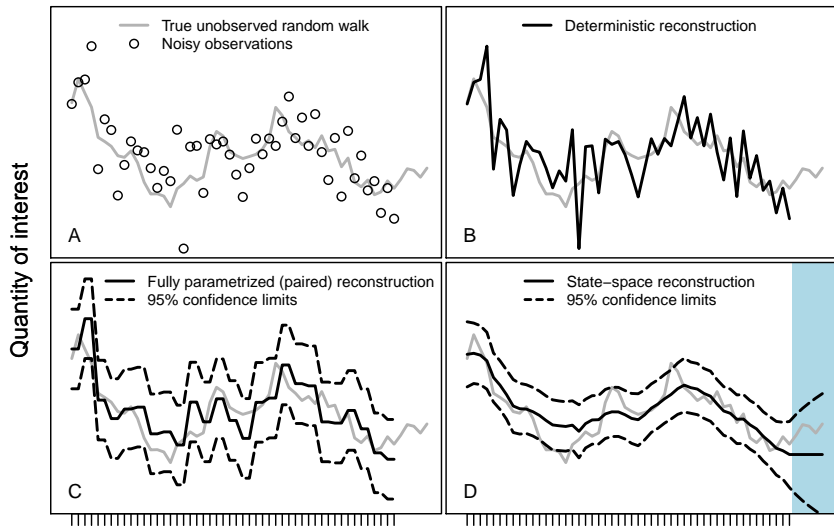 True unobserved random walk
Noisy observations
A
Deterministic reconstruction
B
Quantity of interest
Fully parametrized (paired) reconstruction
95% confidence limits
C
State−space reconstruction
95% confidence limits
D